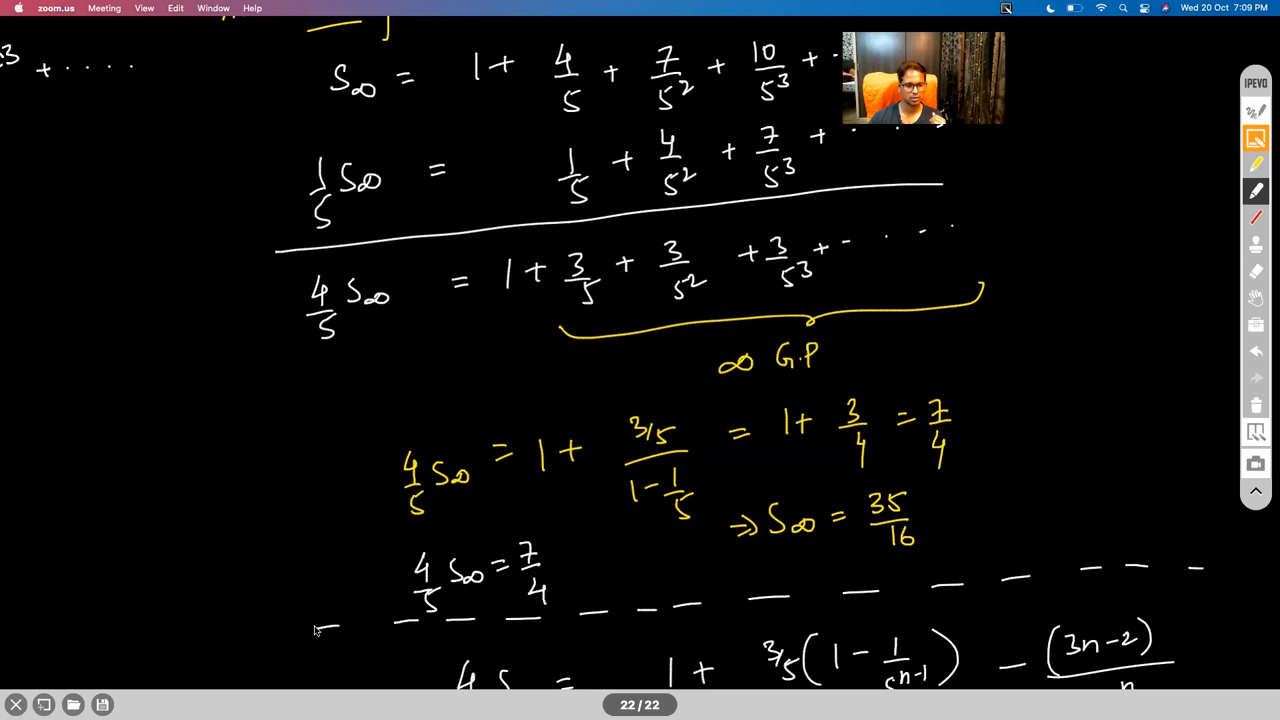 zoom.us Meeting View Edit Window Help Wed 20 Oct 7:09 PM
3 + ....
S∞ = 1 + 4/5 + 7/5² + 10/5³ + ·
IPEVO
1/5 S∞ = 1/5 + 4/5² + 7/5³ + · · ·
4/5 S∞ = 1 + 3/5 + 3/5² + 3/5³ + - · · - ·
∞ G.P
4/5 S∞ = 1 + 3/5 / (1 - 1/5) = 1 + 3/4 = 7/4
⇒ S∞ = 35/16
4/5 S∞ = 7/4
4 S = 1 + 3/5 (1 - 1/5ⁿ⁻¹) - (3n-2)/n
22 / 22